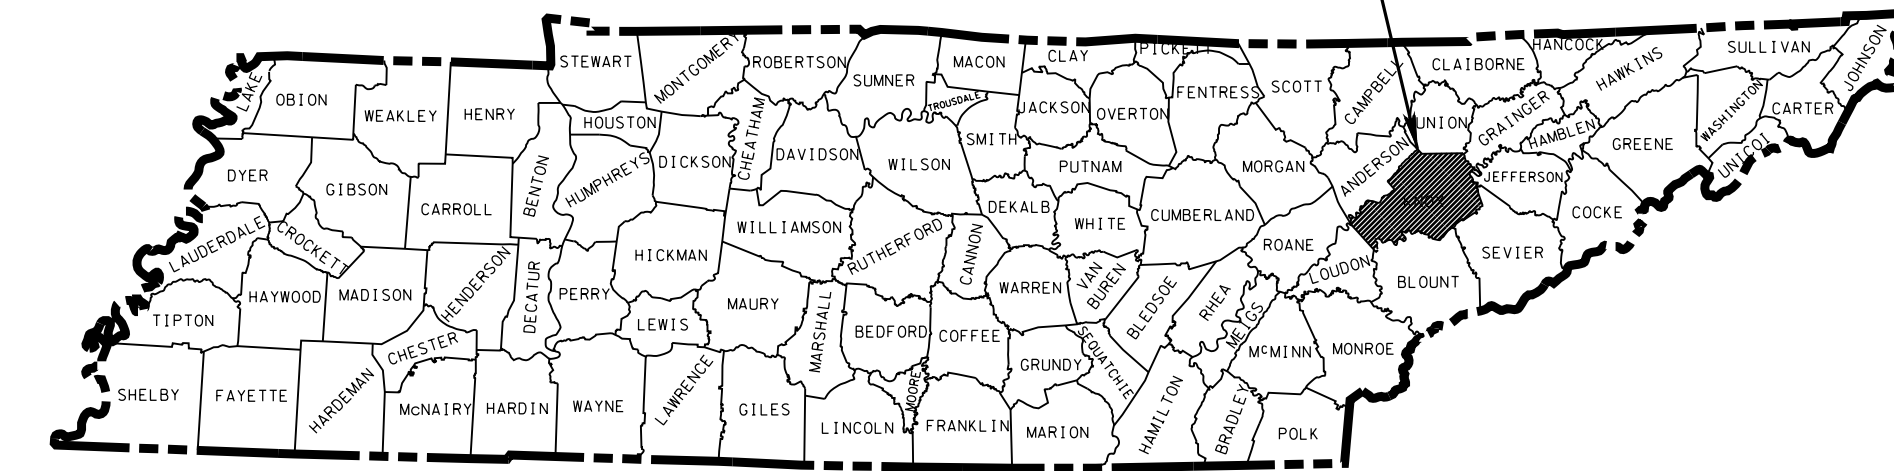 STEWART
MONTGOMERY
ROBERTSON
SUMNER
MACON
CLAY
PICKETT
SCOTT
CAMPBELL
CLAIBORNE
HANCOCK
HAWKINS
SULLIVAN
JOHNSON
LAKE
OBION
WEAKLEY
HENRY
HOUSTON
CHEATHAM
TROUSDALE
JACKSON
OVERTON
FENTRESS
UNION
GRAINGER
HAMBLEN
WASHINGTON
CARTER
UNICOI
GREENE
DYER
GIBSON
CARROLL
BENTON
HUMPHREYS
DICKSON
DAVIDSON
WILSON
SMITH
PUTNAM
MORGAN
ANDERSON
KNOX
JEFFERSON
COCKE
LAUDERDALE
CROCKETT
HICKMAN
WILLIAMSON
RUTHERFORD
CANNON
DEKALB
WHITE
CUMBERLAND
ROANE
LOUDON
BLOUNT
SEVIER
TIPTON
HAYWOOD
MADISON
HENDERSON
DECATUR
PERRY
LEWIS
MAURY
MARSHALL
BEDFORD
COFFEE
WARREN
VAN
BUREN
BLEDSOE
RHEA
MEIGS
McMINN
MONROE
SHELBY
FAYETTE
HARDEMAN
CHESTER
McNAIRY
HARDIN
WAYNE
LAWRENCE
GILES
LINCOLN
MOORE
FRANKLIN
GRUNDY
SEQUATCHIE
MARION
HAMILTON
BRADLEY
POLK